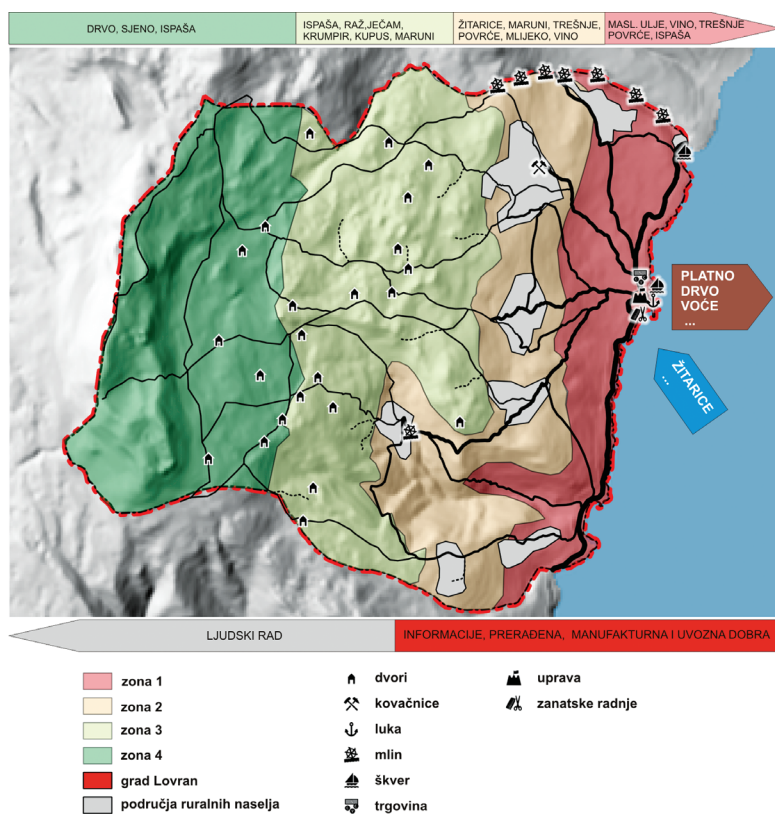 DRVO, SJENO, ISPAŠA
ISPAŠA, RAŽ,JEČAM,
KRUMPIR, KUPUS, MARUNI
ŽITARICE, MARUNI, TREŠNJE,
POVRĆE, MLIJEKO, VINO
MASL. ULJE, VINO, TREŠNJE
POVRĆE, ISPAŠA
PLATNO
DRVO
VOĆE
...
ŽITARICE
...
LJUDSKI RAD
INFORMACIJE, PRERAĐENA, MANUFAKTURNA I UVOZNA DOBRA
zona 1
zona 2
zona 3
zona 4
grad Lovran
područja ruralnih naselja
dvori
kovačnice
luka
mlin
škver
trgovina
uprava
zanatske radnje